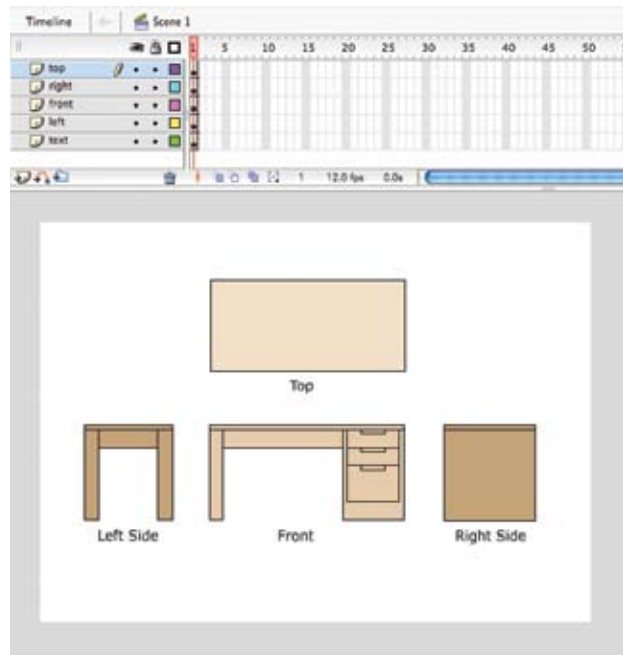 Timeline Scene 1
1 5 10 15 20 25 30 35 40 45 50
top
right
front
left
text
1 12.0 fps 0.0s
Top
Left Side Front Right Side